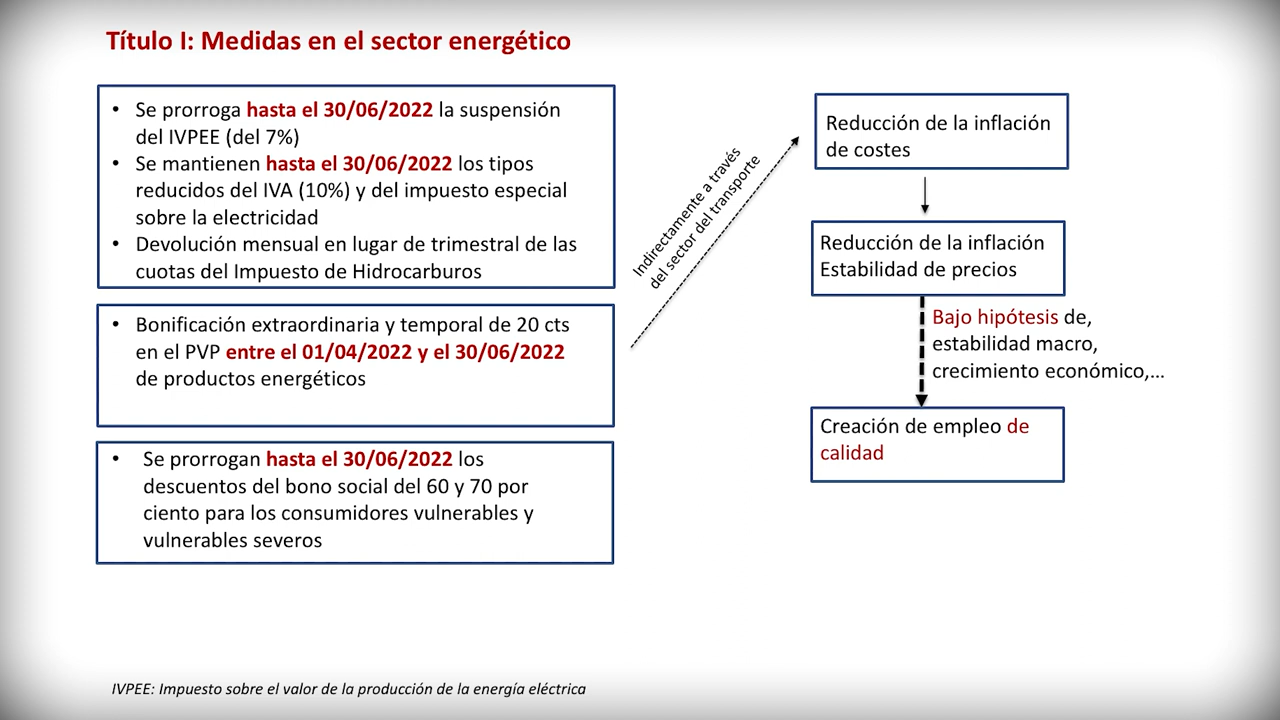 Título I: Medidas en el sector energético
• Se prorroga hasta el 30/06/2022 la suspensión
del IVPEE (del 7%)
• Se mantienen hasta el 30/06/2022 los tipos
reducidos del IVA (10%) y del impuesto especial
sobre la electricidad
• Devolución mensual en lugar de trimestral de las
cuotas del Impuesto de Hidrocarburos
• Bonificación extraordinaria y temporal de 20 cts
en el PVP entre el 01/04/2022 y el 30/06/2022
de productos energéticos
• Se prorrogan hasta el 30/06/2022 los
descuentos del bono social del 60 y 70 por
ciento para los consumidores vulnerables y
vulnerables severos
Indirectamente a través
del sector del transporte
Reducción de la inflación
de costes
Reducción de la inflación
Estabilidad de precios
Bajo hipótesis de,
estabilidad macro,
crecimiento económico,...
Creación de empleo de
calidad
IVPEE: Impuesto sobre el valor de la producción de la energía eléctrica